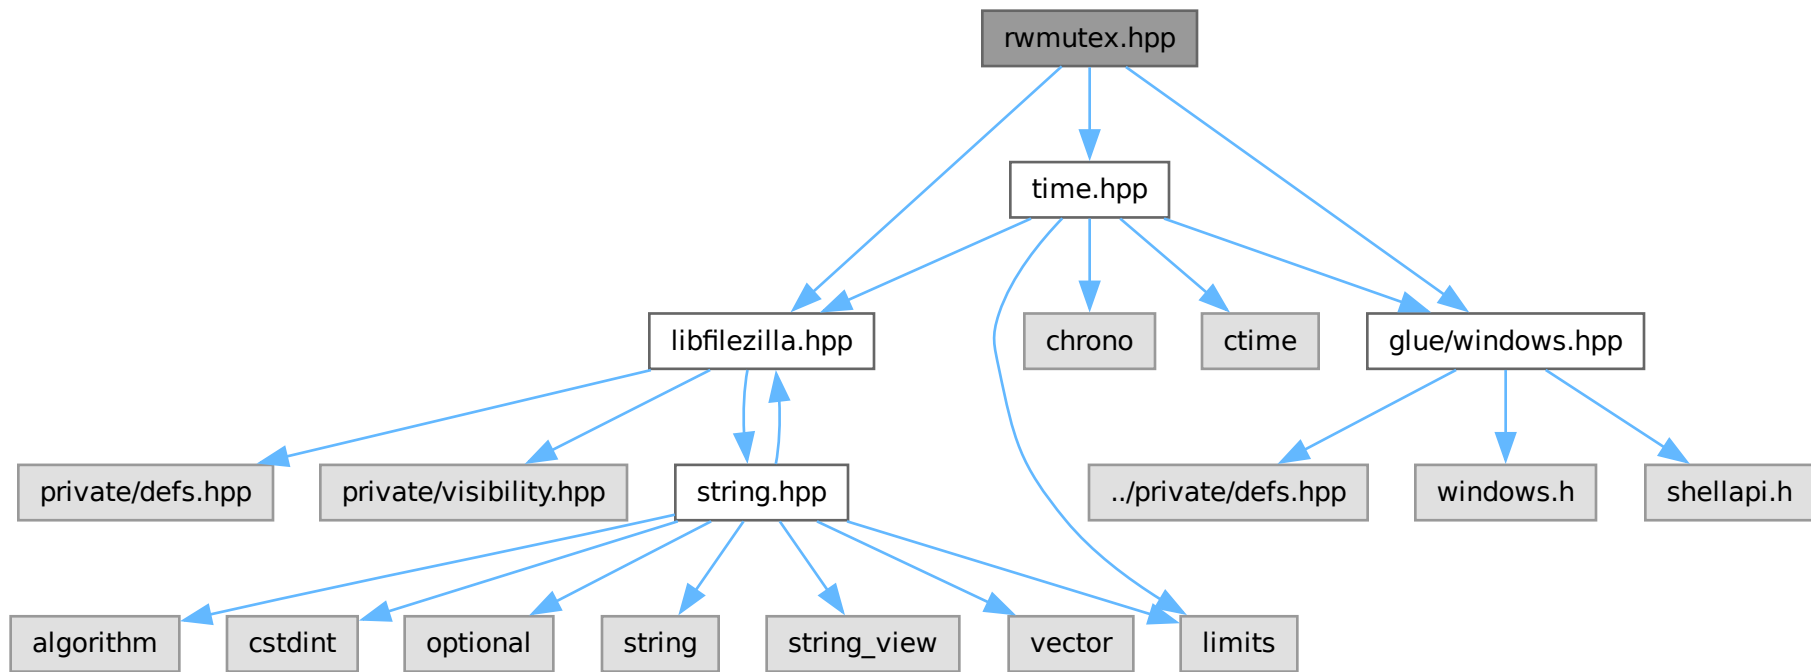 rwmutex.hpp
time.hpp
libfilezilla.hpp
chrono
ctime
glue/windows.hpp
private/defs.hpp
private/visibility.hpp
string.hpp
../private/defs.hpp
windows.h
shellapi.h
algorithm
cstdint
optional
string
string_view
vector
limits